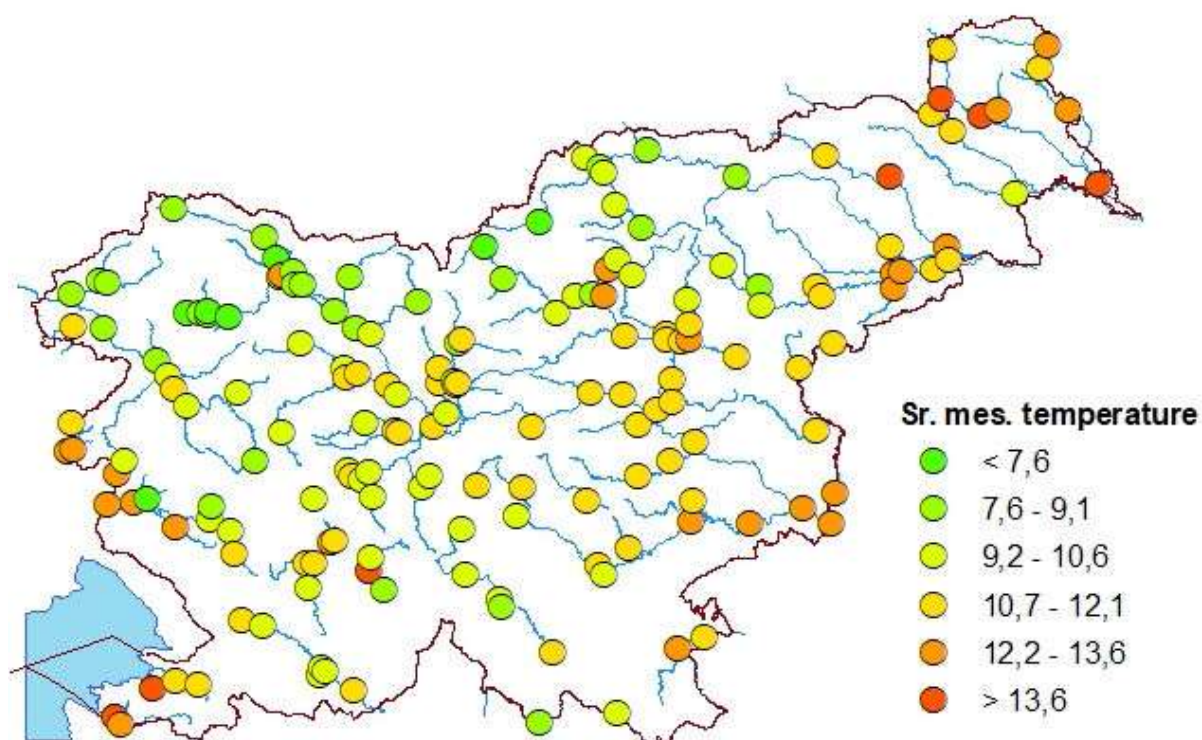 Sr. mes. temperature
< 7,6
7,6 - 9,1
9,2 - 10,6
10,7 - 12,1
12,2 - 13,6
> 13,6